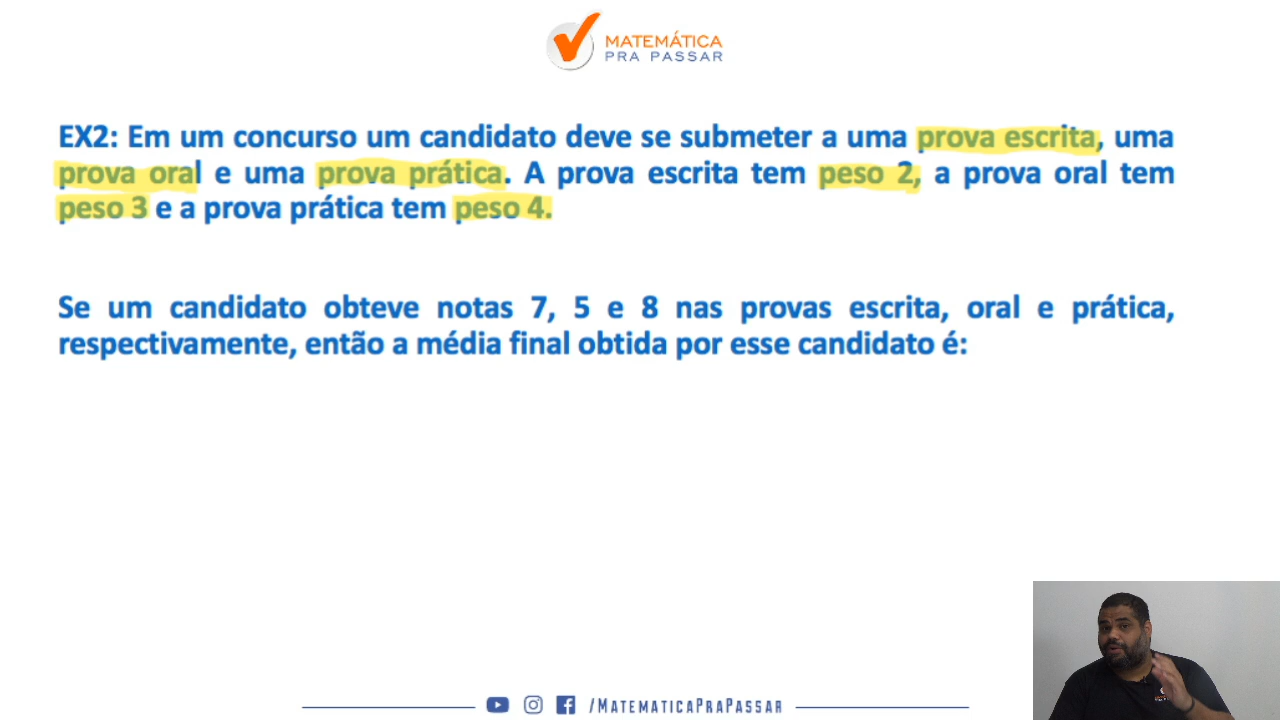 MATEMÁTICA
PRA PASSAR
EX2: Em um concurso um candidato deve se submeter a uma prova escrita, uma
prova oral e uma prova prática. A prova escrita tem peso 2, a prova oral tem
peso 3 e a prova prática tem peso 4.
Se um candidato obteve notas 7, 5 e 8 nas provas escrita, oral e prática,
respectivamente, então a média final obtida por esse candidato é:
/MATEMATICAPRAPASSAR